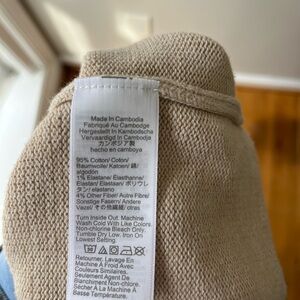 Made In Cambodia
Fabriqué Au Cambodge
Hergestellt In Kambodscha
Vervaardigd In Cambodja
カンボジア製
hecho en camboya
95% Cotton/ Coton/
Baumwolle/ Katoen/ 綿/
algodón
1% Elastane/ Elasthanne/
Elastan/ Elastaan/ ポリウレ
タン/ elastano
4% Other Fiber/ Autre Fibre/
Sonstige Fasern/ Andere
Vezel/ その他繊維/ otras
Turn Inside Out. Machine
Wash Cold With Like Colors.
Non-chlorine Bleach Only.
Tumble Dry Low. Iron On
Lowest Setting.
Retourner. Lavage En
Machine À Froid Avec
Couleurs Similaires.
Agent De Blanchiment
Sans Chlore Seulement.
Sécher À La Machine À
Basse Température.